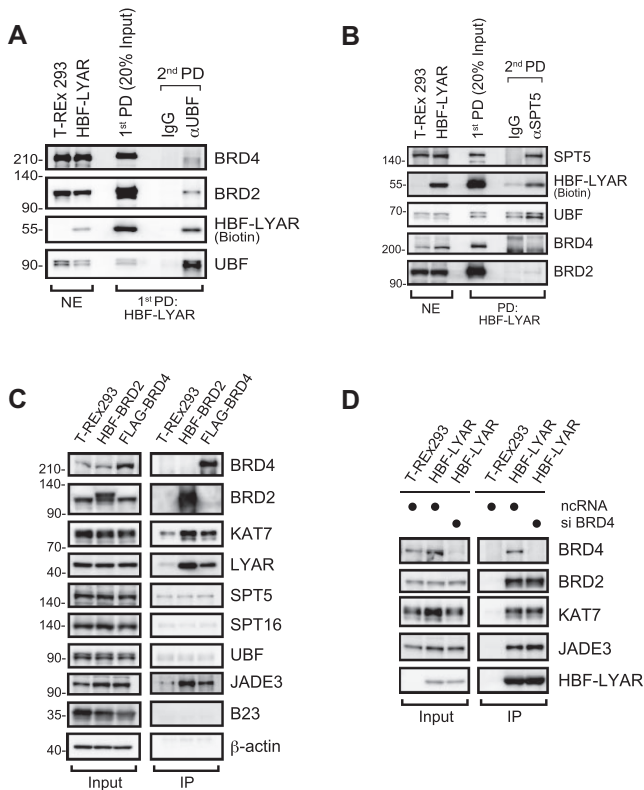 A
T-REx 293
HBF-LYAR
1st PD (20% Input)
2nd PD
IgG
αUBF
210-
BRD4
140-
BRD2
90-
55-
HBF-LYAR
(Biotin)
90-
UBF
NE
1st PD:
HBF-LYAR
B
T-REx 293
HBF-LYAR
1st PD (20% Input)
2nd PD
IgG
αSPT5
140-
SPT5
55-
HBF-LYAR
(Biotin)
70-
UBF
200-
BRD4
BRD2
90-
NE
PD:
HBF-LYAR
C
T-REx293
HBF-BRD2
FLAG-BRD4
T-REx293
HBF-BRD2
FLAG-BRD4
210-
BRD4
140-
BRD2
90-
KAT7
70-
LYAR
40-
SPT5
140-
SPT16
140-
90-
UBF
JADE3
90-
35-
B23
40-
β-actin
Input
IP
D
T-REx293
HBF-LYAR
HBF-LYAR
T-REx293
HBF-LYAR
HBF-LYAR
ncRNA
si BRD4
BRD4
BRD2
KAT7
JADE3
HBF-LYAR
Input
IP